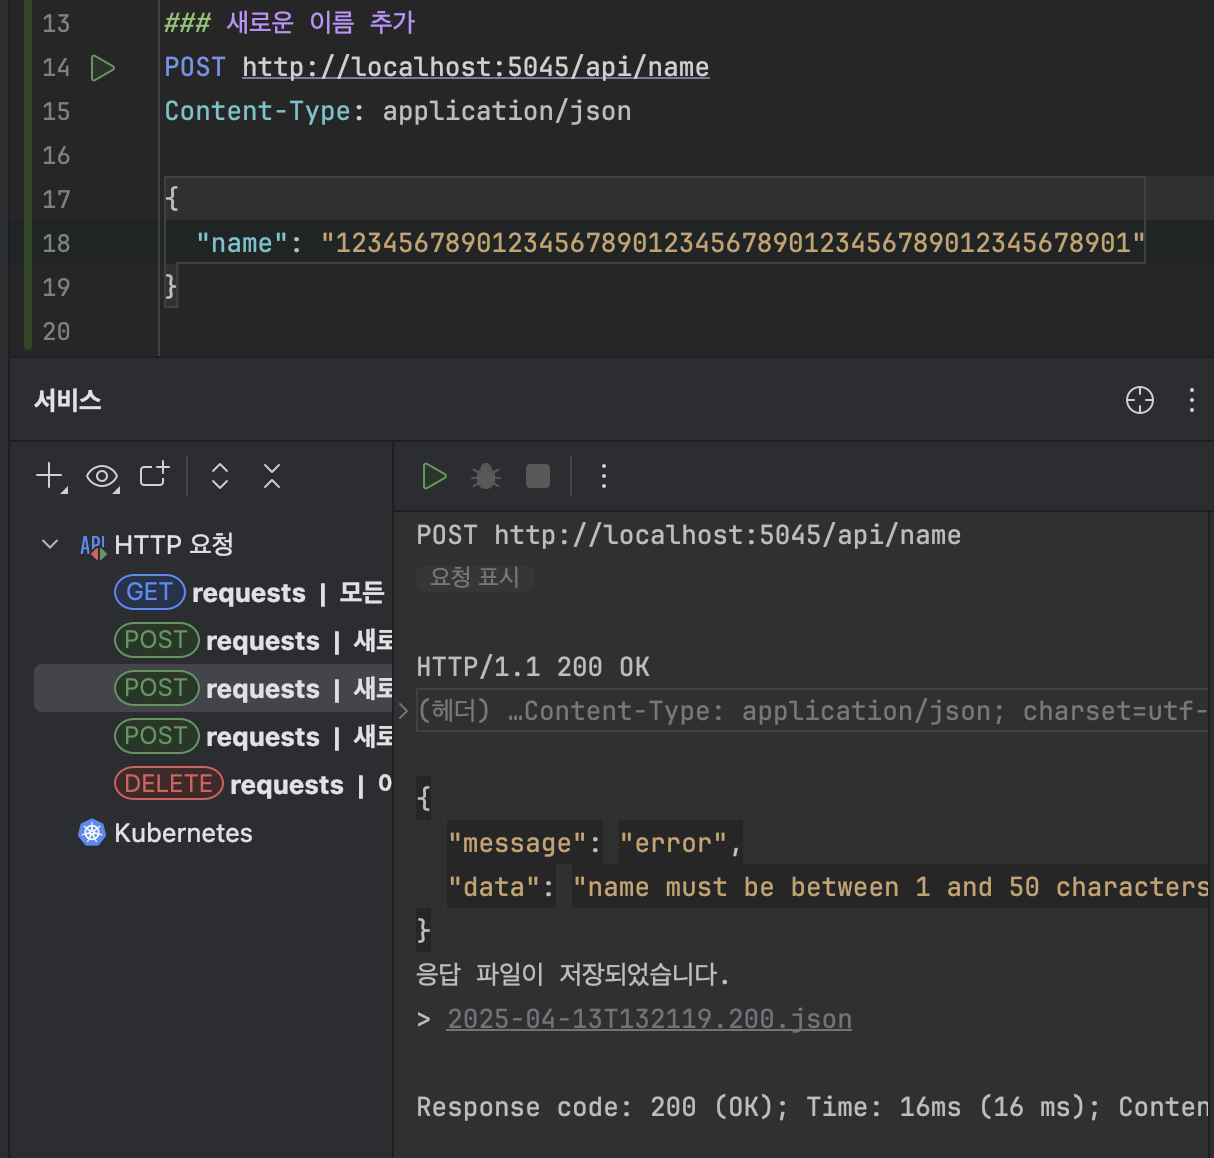 13 ### 새로운 이름 추가
14 POST http://localhost:5045/api/name
15 Content-Type: application/json
16
17 {
18 "name": "123456789012345678901234567890123456789012345678901"
19 }
20
서비스
HTTP 요청
GET requests | 모든
POST requests | 새로
POST requests | 새로
POST requests | 새로
DELETE requests |
Kubernetes
POST http://localhost:5045/api/name
요청 표시
HTTP/1.1 200 OK
(헤더) …Content-Type: application/json; charset=utf-
{
"message": "error",
"data": "name must be between 1 and 50 characters
}
응답 파일이 저장되었습니다.
> 2025-04-13T132119.200.json
Response code: 200 (OK); Time: 16ms (16 ms); Conten